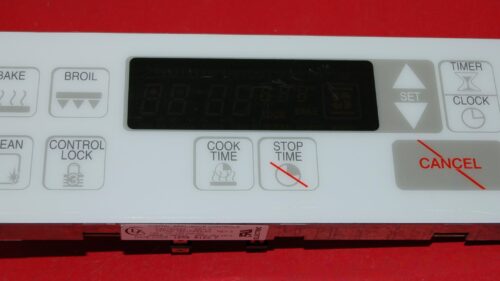 BAKE
BROIL
EAN
CONTROL
LOCK
COOK
TIME
STOP
TIME
SET
TIMER
CLOCK
CANCEL